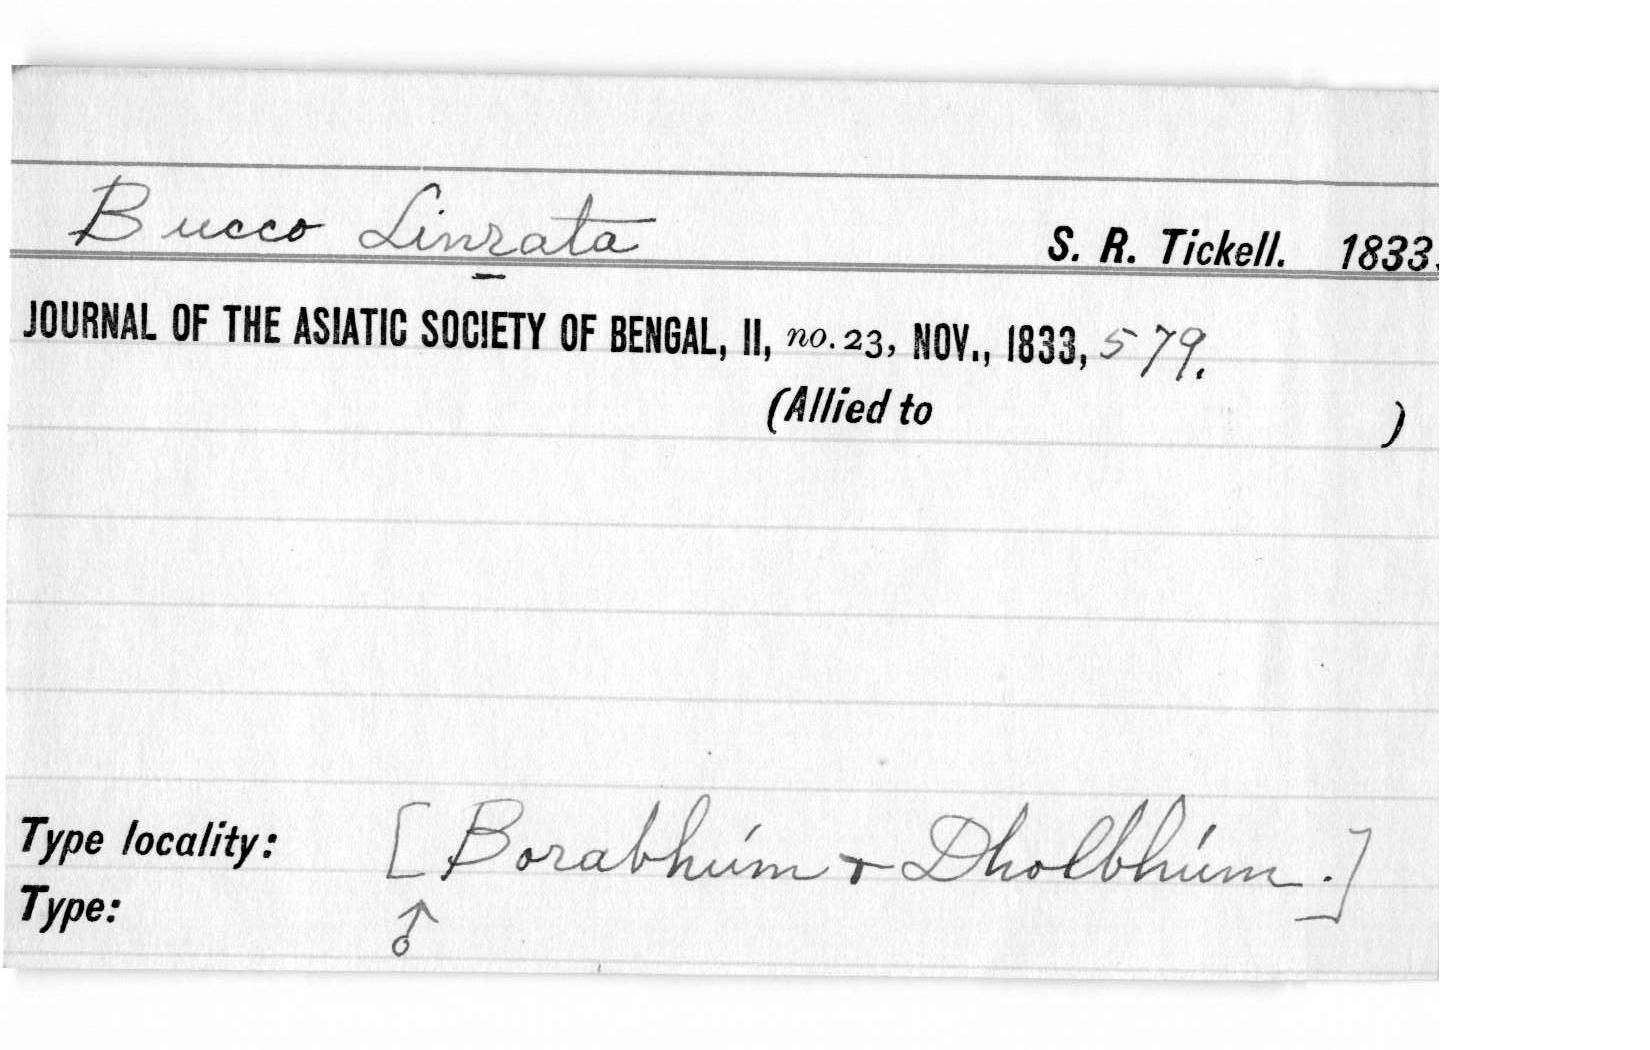 Bucco Linrata
S. R. Tickell. 1833.
JOURNAL OF THE ASIATIC SOCIETY OF BENGAL, II, no. 23, NOV., 1833, 579.
(Allied to )
Type locality: [Borabhúm & Dholbhúm.]
Type: ♂